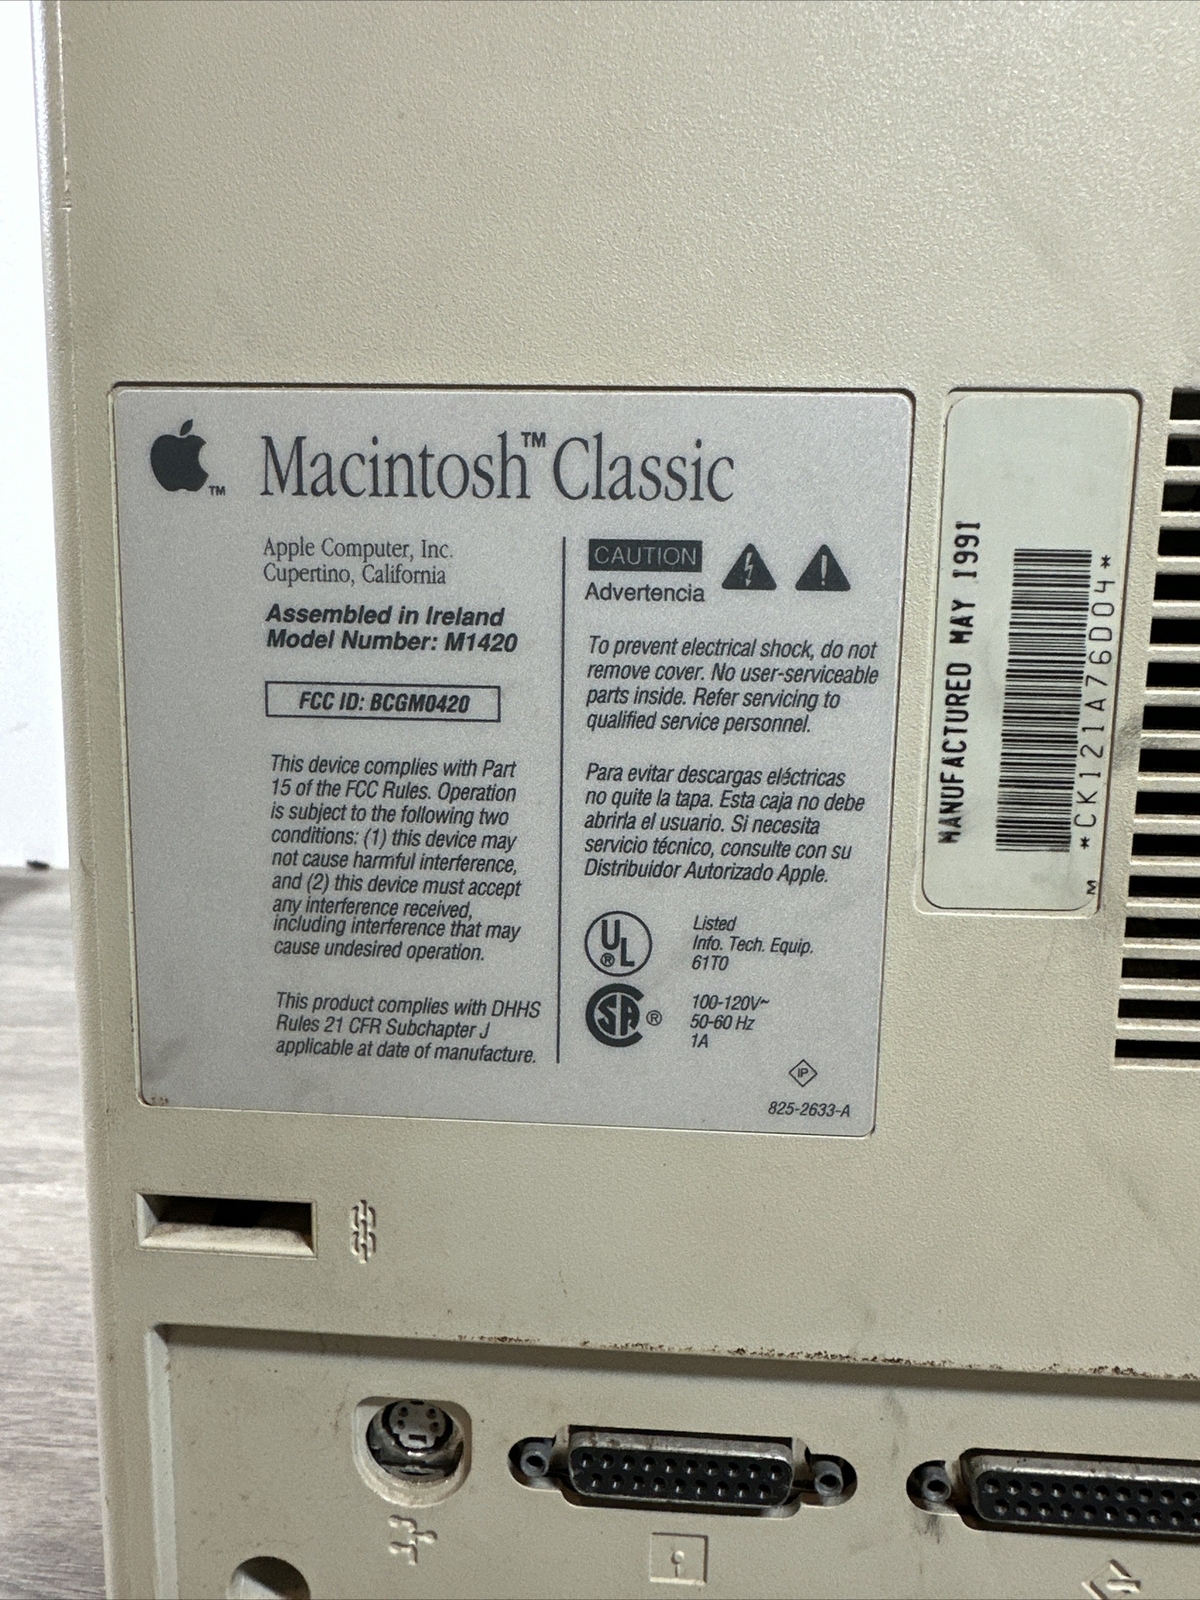 Macintosh™ Classic
™
Apple Computer, Inc.
Cupertino, California
Assembled in Ireland
Model Number: M1420
FCC ID: BCGM0420
This device complies with Part
15 of the FCC Rules. Operation
is subject to the following two
conditions: (1) this device may
not cause harmful interference,
and (2) this device must accept
any interference received,
including interference that may
cause undesired operation.
This product complies with DHHS
Rules 21 CFR Subchapter J
applicable at date of manufacture.
CAUTION
Advertencia
To prevent electrical shock, do not
remove cover. No user-serviceable
parts inside. Refer servicing to
qualified service personnel.
Para evitar descargas eléctricas
no quite la tapa. Esta caja no debe
abrirla el usuario. Si necesita
servicio técnico, consulte con su
Distribuidor Autorizado Apple.
UL®
Listed
Info. Tech. Equip.
61T0
SA®
100-120V~
50-60 Hz
1A
IP
825-2633-A
MANUFACTURED MAY 1991
*CK121A76D04*
M